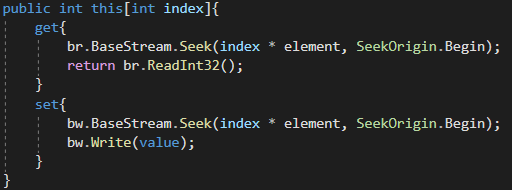 public int this[int index]{
    get{
        br.BaseStream.Seek(index * element, SeekOrigin.Begin);
        return br.ReadInt32();
    }
    set{
        bw.BaseStream.Seek(index * element, SeekOrigin.Begin);
        bw.Write(value);
    }
}